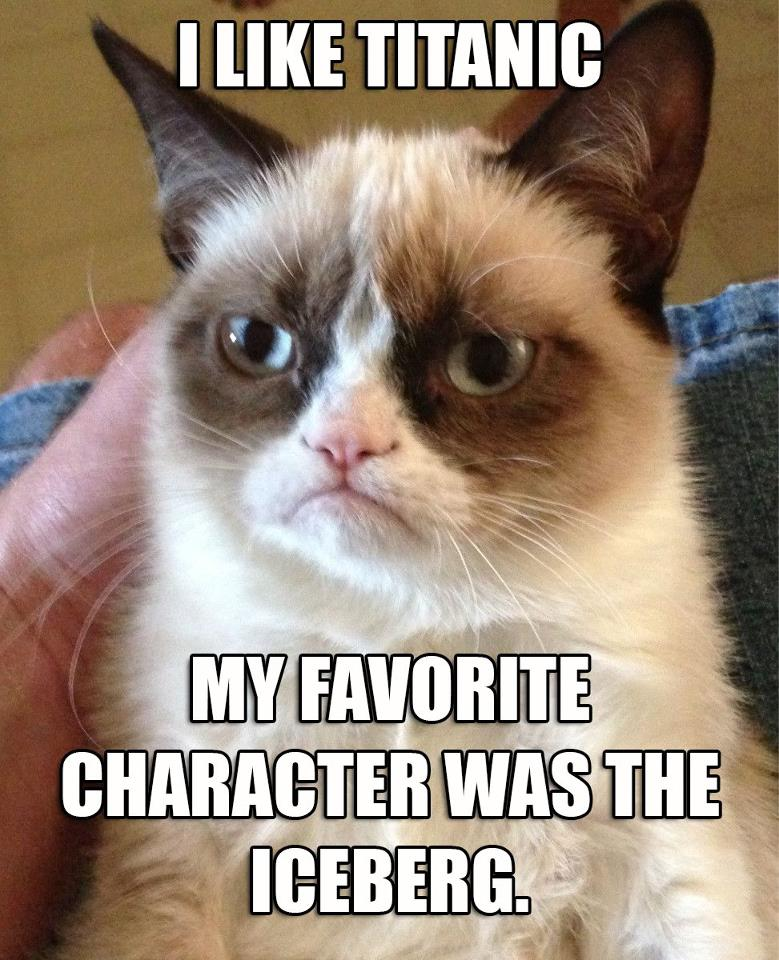 I LIKE TITANIC
MY FAVORITE
CHARACTER WAS THE
ICEBERG.